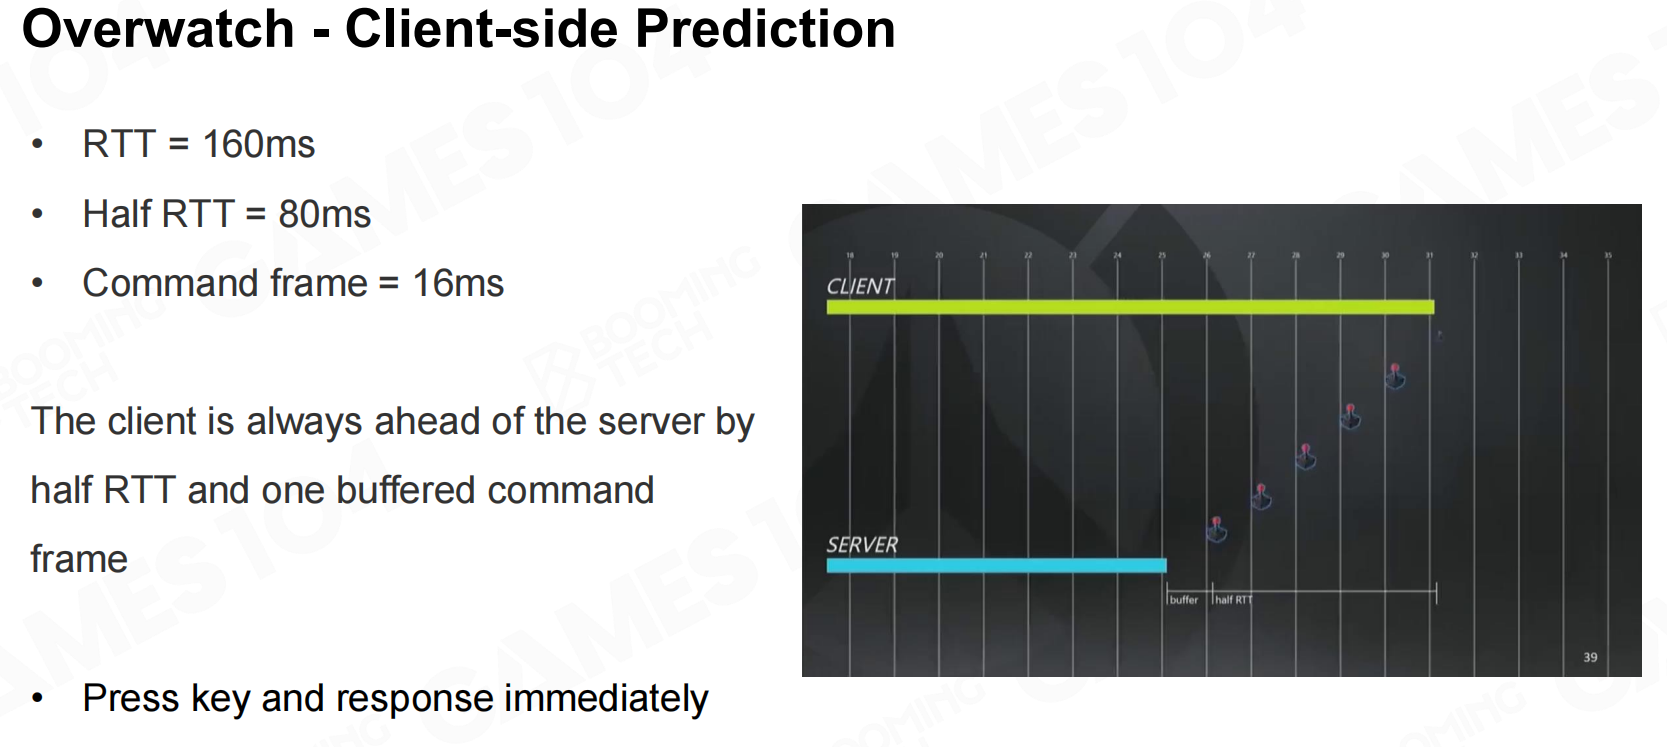 Overwatch - Client-side Prediction
• RTT = 160ms
• Half RTT = 80ms
• Command frame = 16ms
The client is always ahead of the server by
half RTT and one buffered command
frame
• Press key and response immediately
18 19 20 21 22 23 24 25 26 27 28 29 30 31 32 33 34 35
CLIENT
SERVER
buffer half RTT
39
GAMES 104
BOOMING
TECH